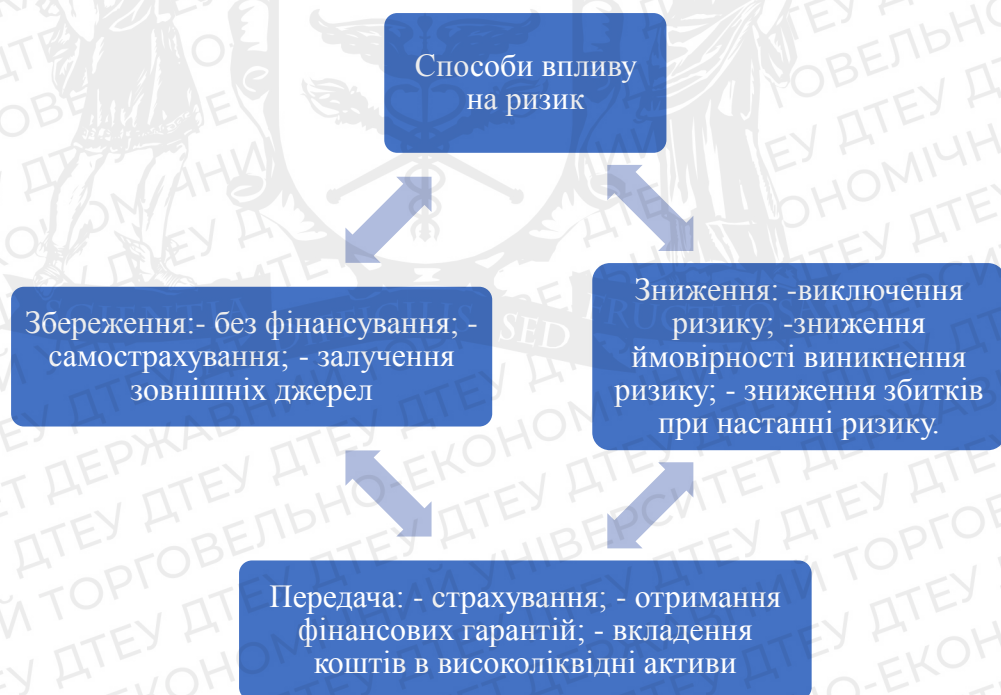 Способи впливу
на ризик
Збереження:- без фінансування; -
самострахування; - залучення
зовнішніх джерел
Зниження: -виключення
ризику; -зниження
ймовірності виникнення
ризику; - зниження збитків
при настанні ризику.
Передача: - страхування; - отримання
фінансових гарантій; - вкладення
коштів в високоліквідні активи